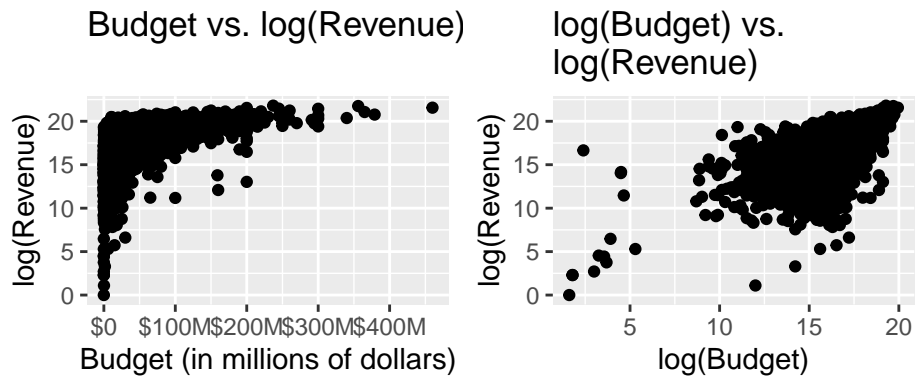 Budget vs. log(Revenue)
log(Revenue)
20
15
10
5
0
$0 $100M $200M $300M $400M
Budget (in millions of dollars)
log(Budget) vs.
log(Revenue)
log(Revenue)
20
15
10
5
0
5 10 15 20
log(Budget)